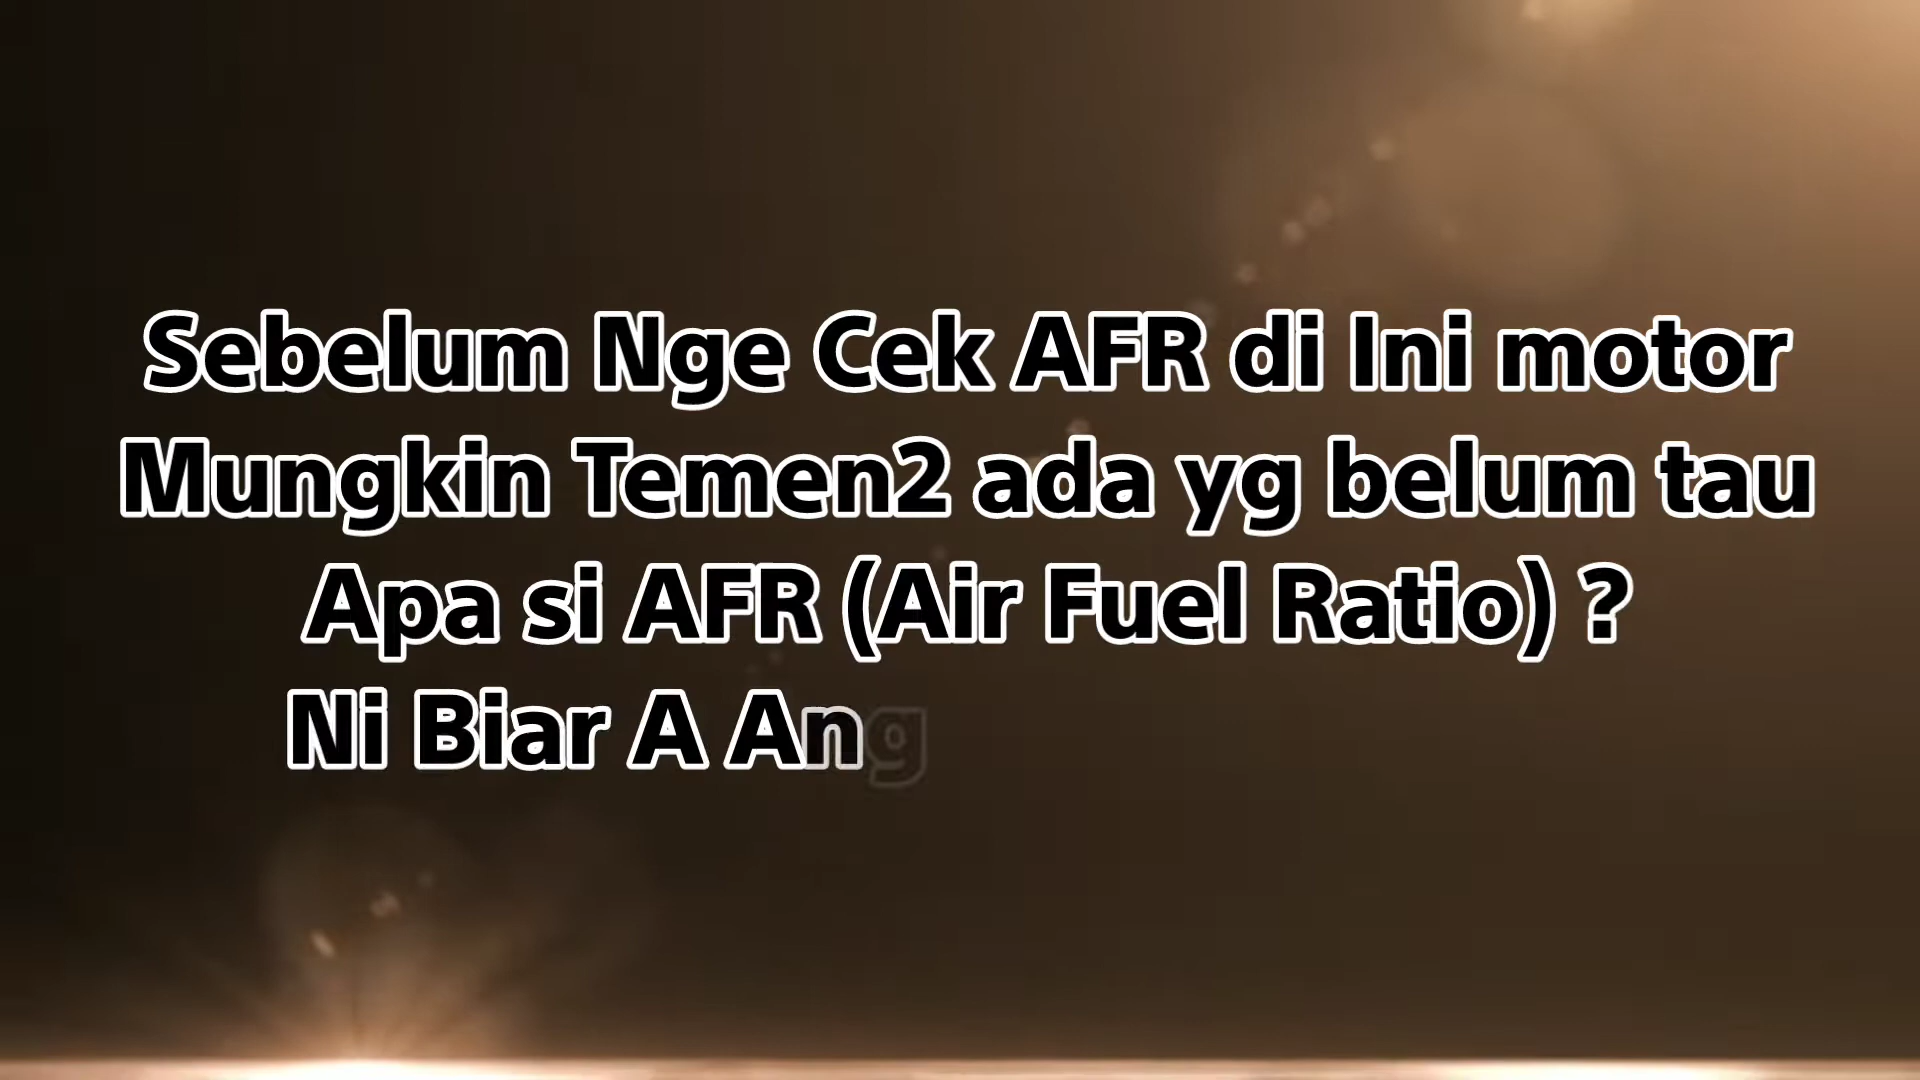 Sebelum Nge Cek AFR di Ini motor
Mungkin Temen2 ada yg belum tau
Apa si AFR (Air Fuel Ratio) ?
Ni Biar A Ang